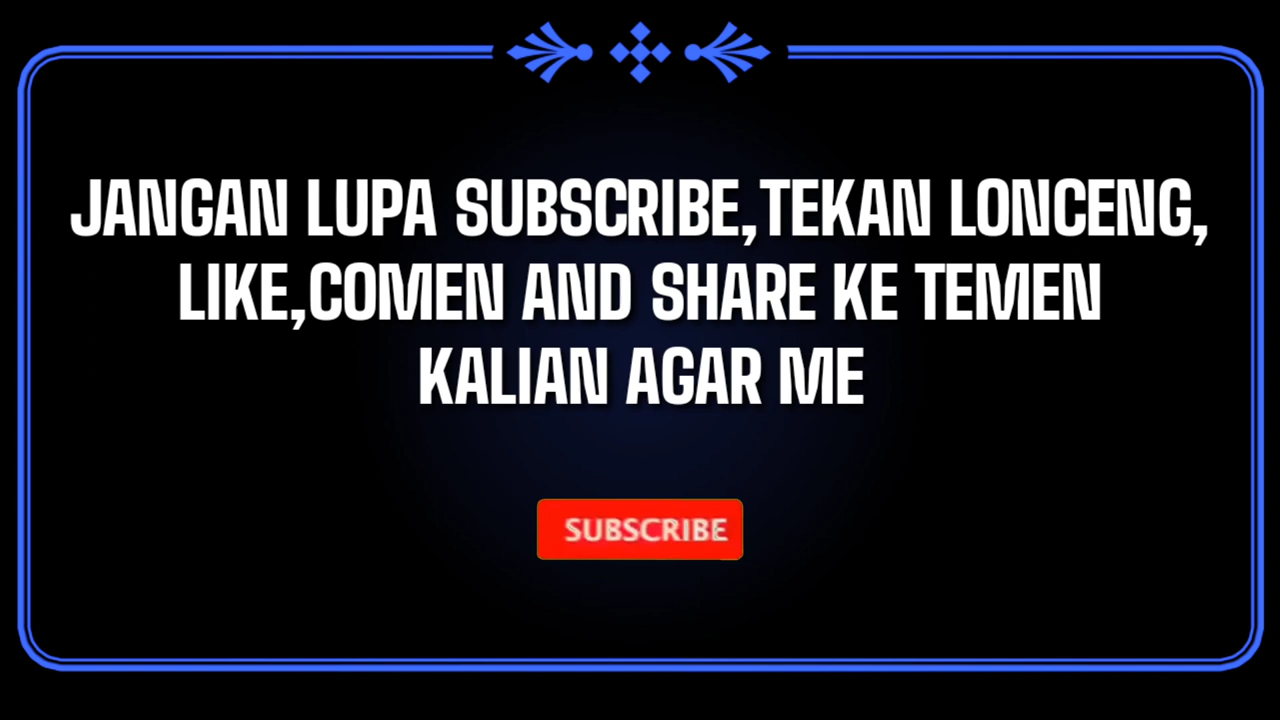 JANGAN LUPA SUBSCRIBE,TEKAN LONCENG,
LIKE,COMEN AND SHARE KE TEMEN
KALIAN AGAR ME
SUBSCRIBE